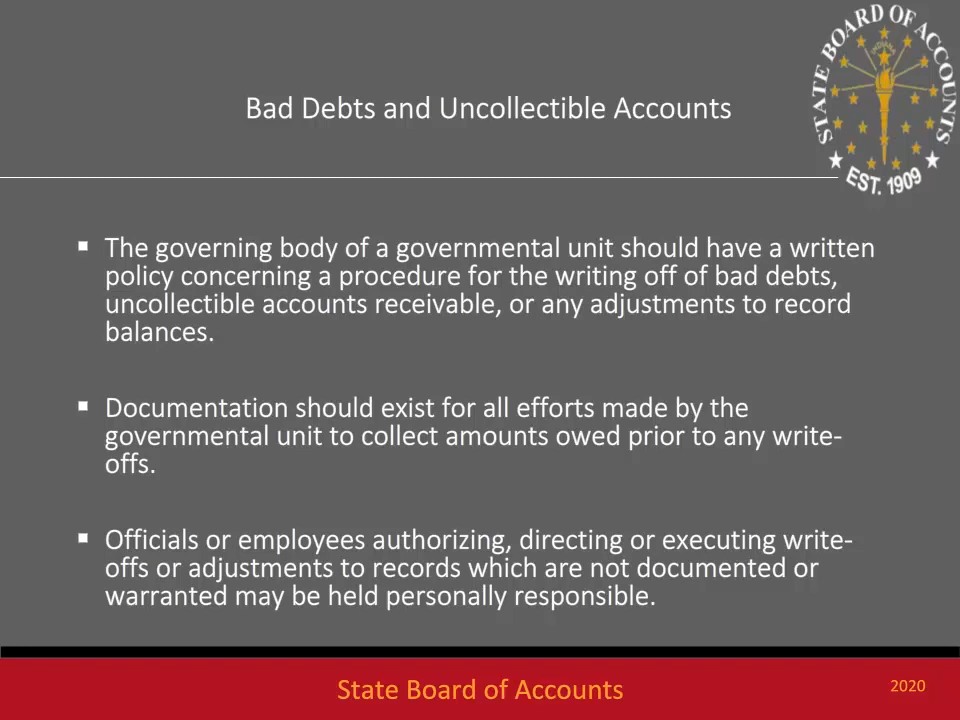 STATE BOARD OF ACCOUNTS
INDIANA
EST. 1909
Bad Debts and Uncollectible Accounts
▪ The governing body of a governmental unit should have a written
policy concerning a procedure for the writing off of bad debts,
uncollectible accounts receivable, or any adjustments to record
balances.
▪ Documentation should exist for all efforts made by the
governmental unit to collect amounts owed prior to any write-
offs.
▪ Officials or employees authorizing, directing or executing write-
offs or adjustments to records which are not documented or
warranted may be held personally responsible.
State Board of Accounts
2020